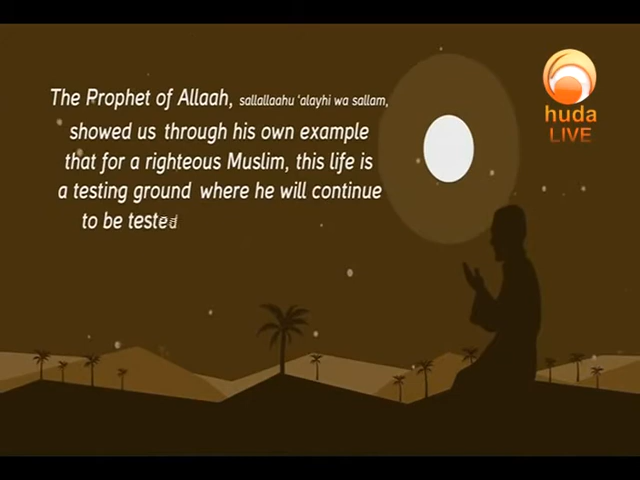 The Prophet of Allaah, sallallaahu 'alayhi wa sallam,
showed us through his own example
that for a righteous Muslim, this life is
a testing ground where he will continue
to be tested
huda
LIVE